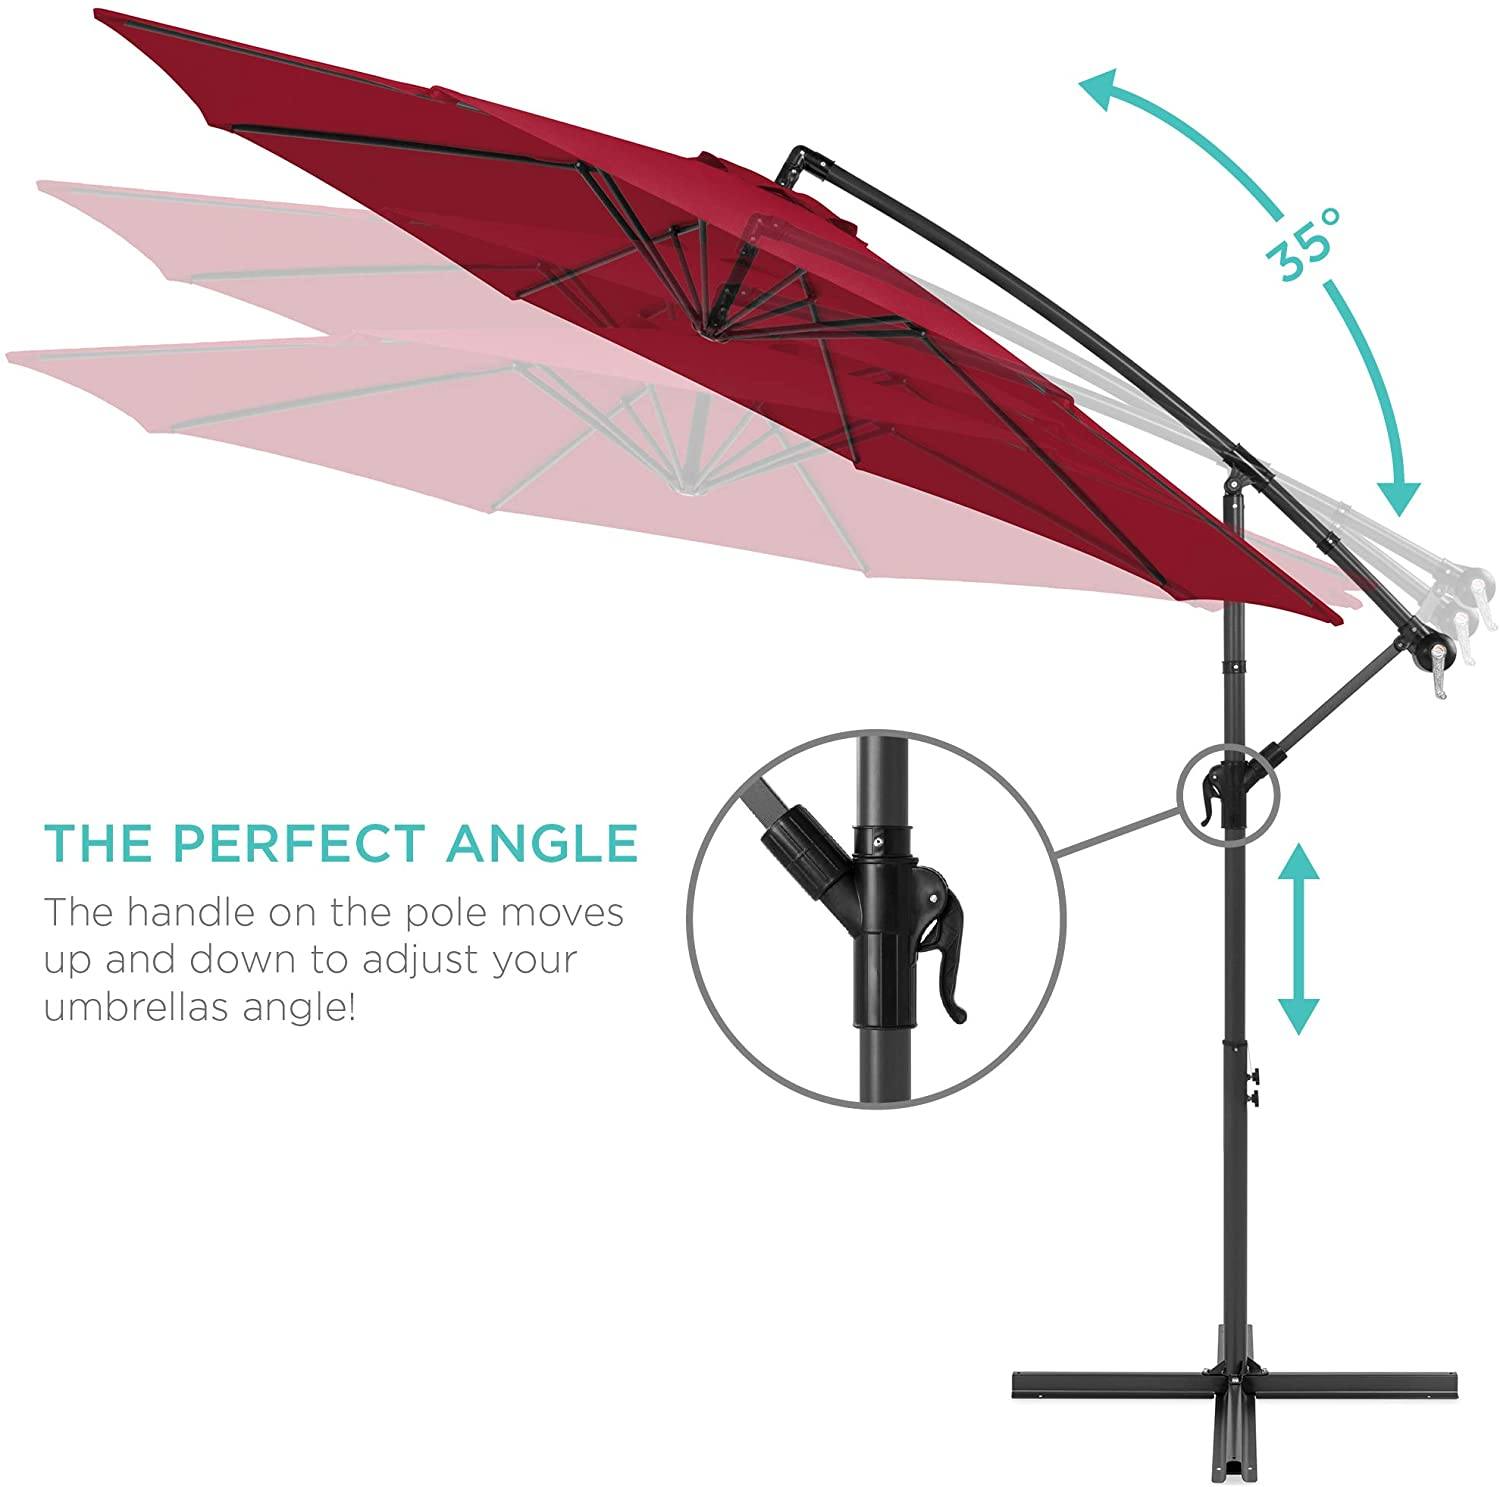 35°
THE PERFECT ANGLE
The handle on the pole moves
up and down to adjust your
umbrellas angle!